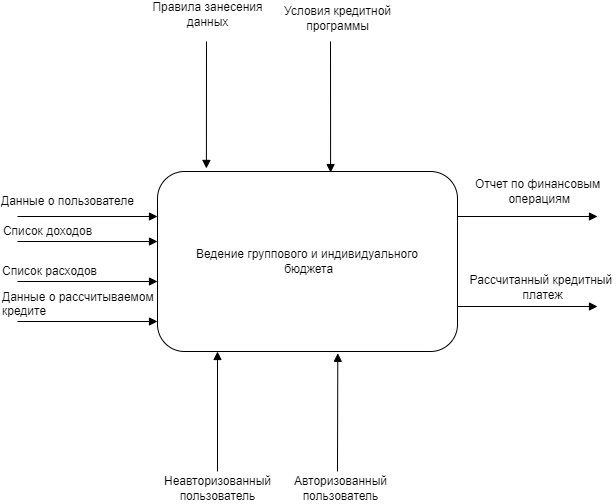 Правила занесения
данных
Условия кредитной
программы
Данные о пользователе
Список доходов
Список расходов
Данные о рассчитываемом
кредите
Ведение группового и индивидуального
бюджета
Отчет по финансовым
операциям
Рассчитанный кредитный
платеж
Неавторизованный
пользователь
Авторизованный
пользователь